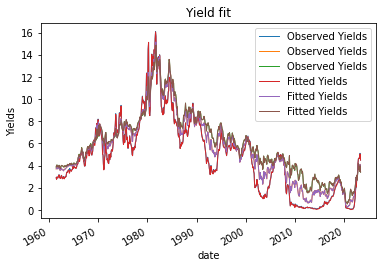 Yield fit
16
14
12
10
8
6
4
2
0
Yields
Observed Yields
Observed Yields
Observed Yields
Fitted Yields
Fitted Yields
Fitted Yields
1960
1970
1980
1990
2000
2010
2020
date